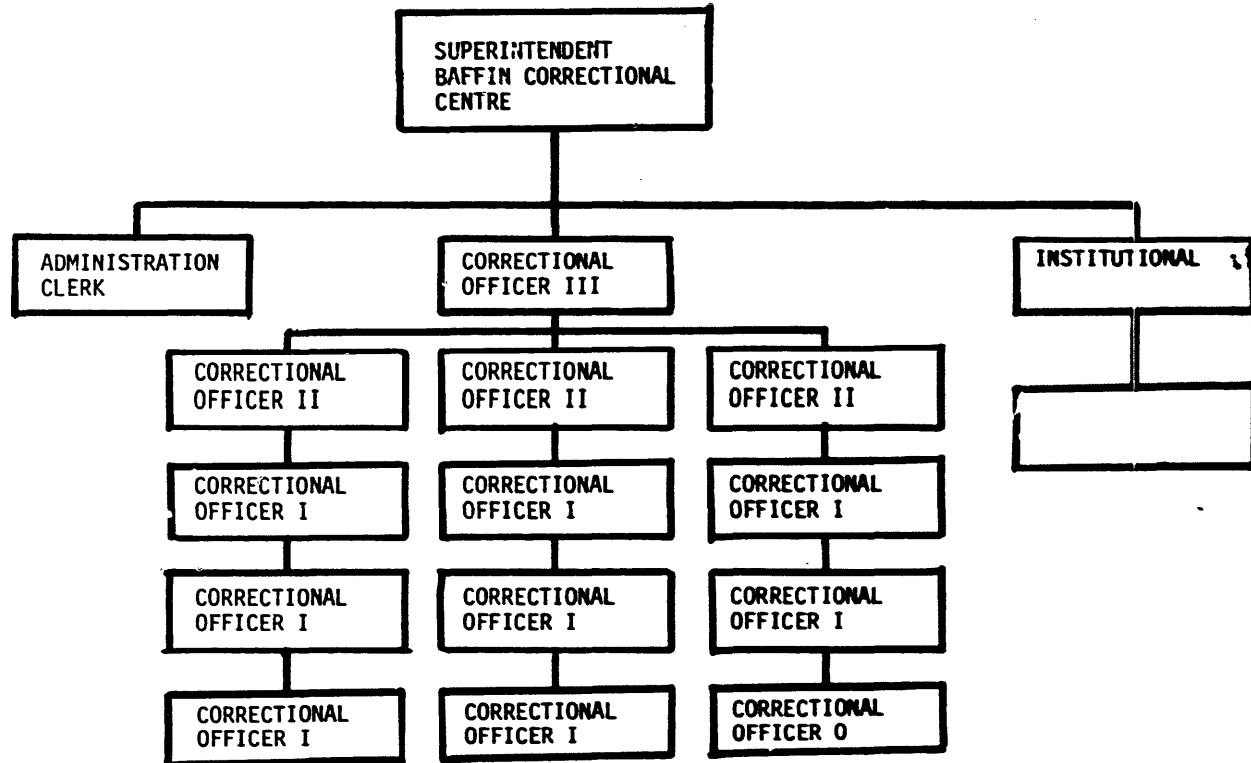 SUPERINTENDENT
BAFFIN CORRECTIONAL
CENTRE
ADMINISTRATION
CLERK
CORRECTIONAL
OFFICER III
INSTITUTIONAL
CORRECTIONAL
OFFICER II
CORRECTIONAL
OFFICER II
CORRECTIONAL
OFFICER II
CORRECTIONAL
OFFICER I
CORRECTIONAL
OFFICER I
CORRECTIONAL
OFFICER I
CORRECTIONAL
OFFICER I
CORRECTIONAL
OFFICER I
CORRECTIONAL
OFFICER I
CORRECTIONAL
OFFICER I
CORRECTIONAL
OFFICER I
CORRECTIONAL
OFFICER O